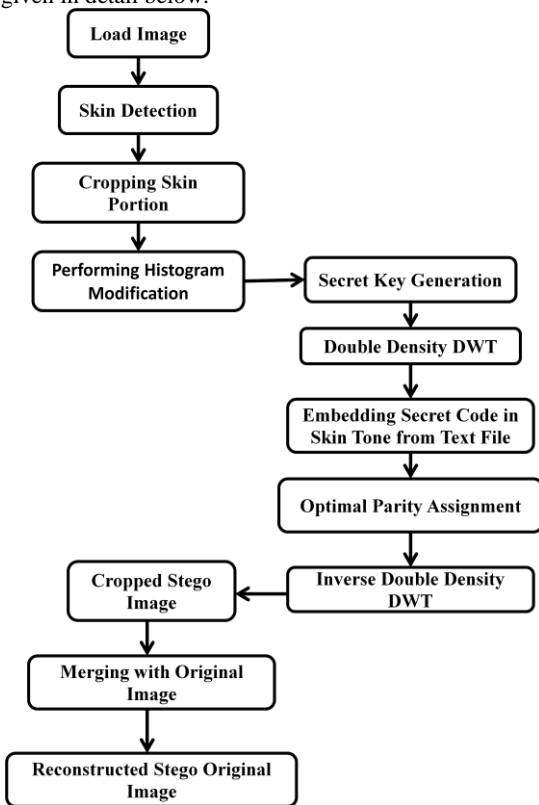 given in detail below.
Load Image
Skin Detection
Cropping Skin
Portion
Performing Histogram
Modification
Secret Key Generation
Double Density DWT
Embedding Secret Code in
Skin Tone from Text File
Optimal Parity Assignment
Inverse Double Density
DWT
Cropped Stego
Image
Merging with Original
Image
Reconstructed Stego Original
Image